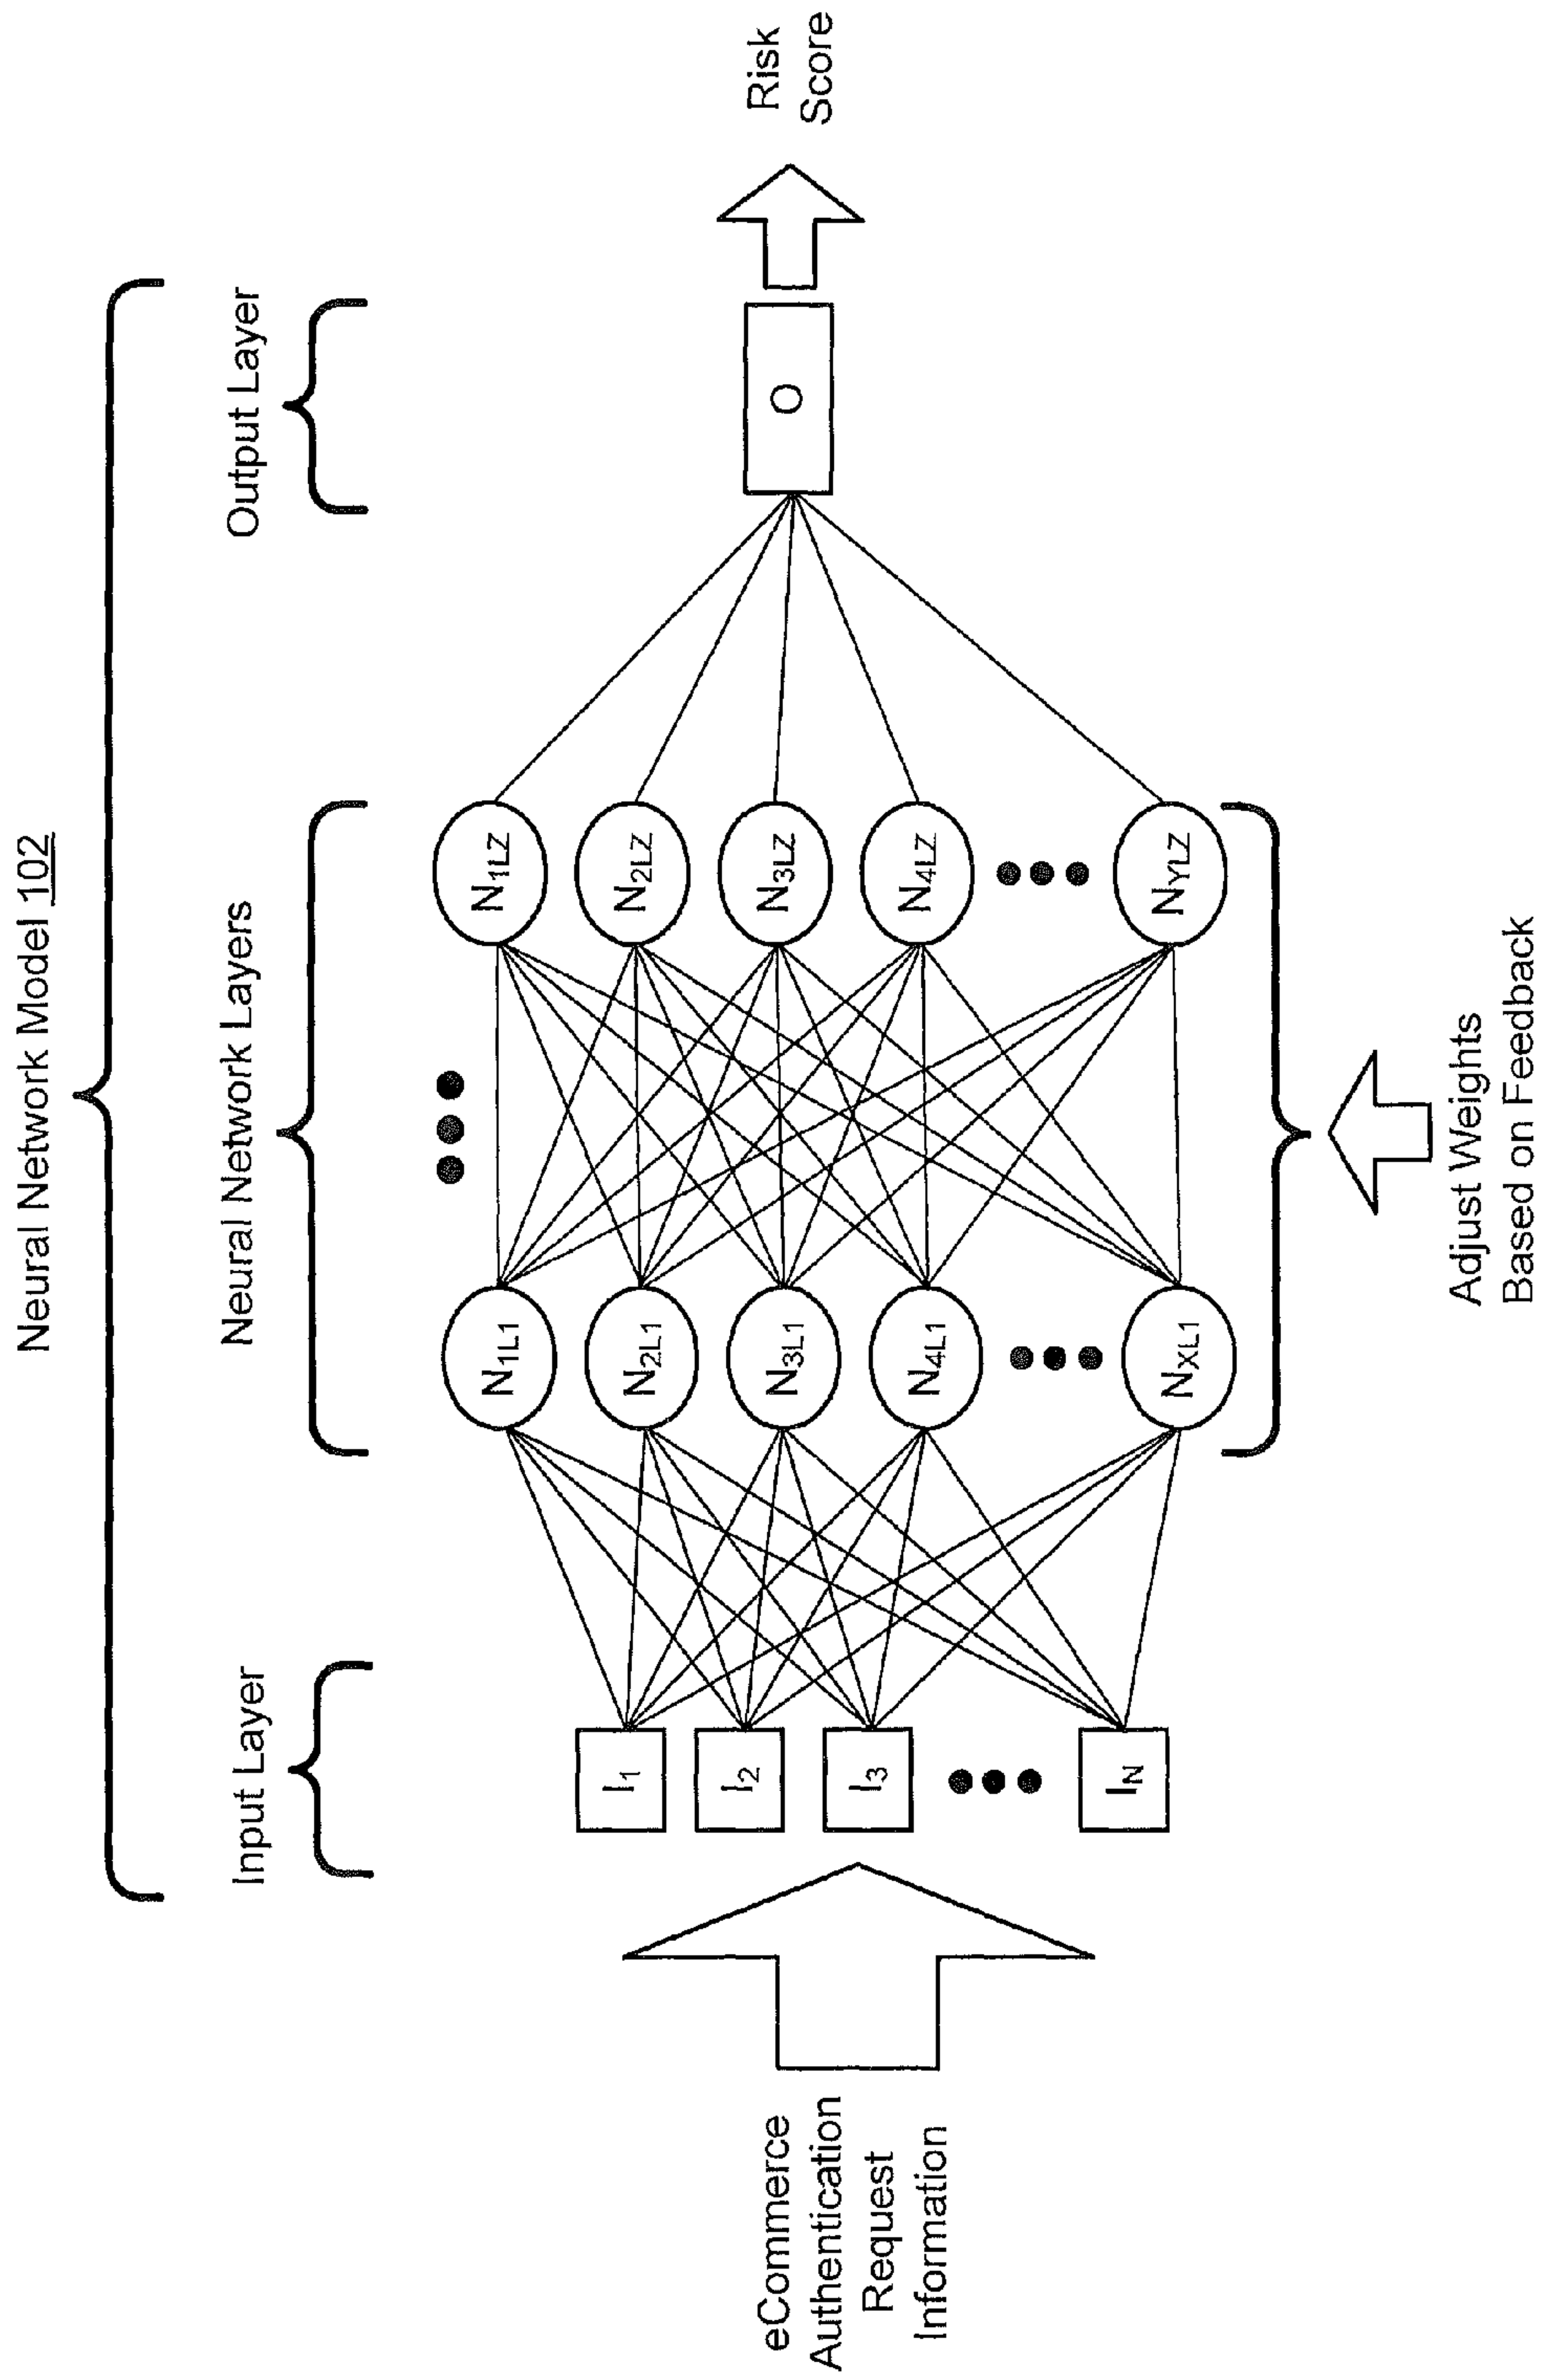 Neural Network Model 102
Input Layer
Neural Network Layers
Output Layer
eCommerce
Authentication
Request
Information
I1
I2
I3
IN
N1L1
N2L1
N3L1
N4L1
NXL1
N1LZ
N2LZ
N3LZ
N4LZ
NYLZ
O
Risk
Score
Adjust Weights
Based on Feedback